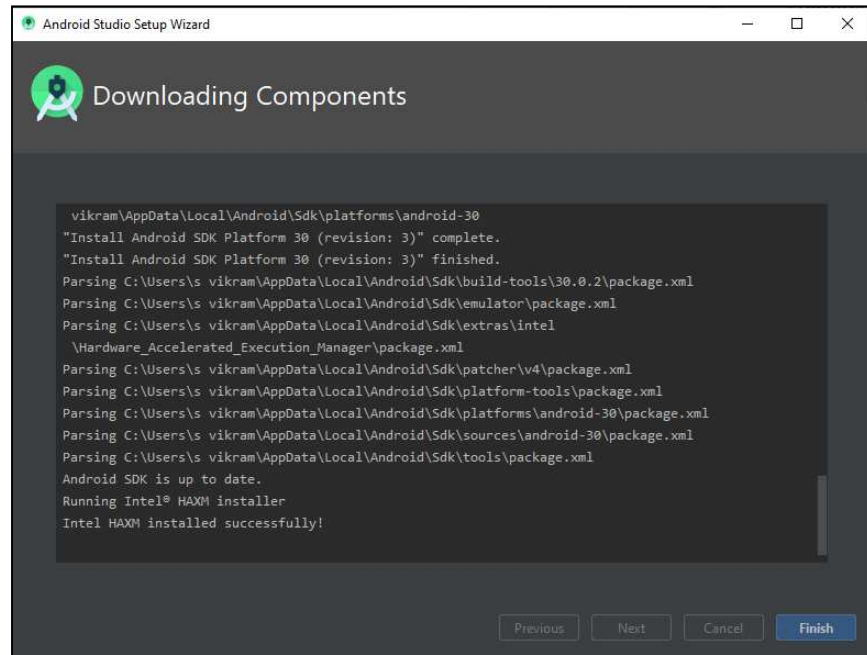 Android Studio Setup Wizard
Downloading Components
vikram\AppData\Local\Android\Sdk\platforms\android-30
"Install Android SDK Platform 30 (revision: 3)" complete.
"Install Android SDK Platform 30 (revision: 3)" finished.
Parsing C:\Users\s vikram\AppData\Local\Android\Sdk\build-tools\30.0.2\package.xml
Parsing C:\Users\s vikram\AppData\Local\Android\Sdk\emulator\package.xml
Parsing C:\Users\s vikram\AppData\Local\Android\Sdk\extras\intel
\Hardware_Accelerated_Execution_Manager\package.xml
Parsing C:\Users\s vikram\AppData\Local\Android\Sdk\patcher\v4\package.xml
Parsing C:\Users\s vikram\AppData\Local\Android\Sdk\platform-tools\package.xml
Parsing C:\Users\s vikram\AppData\Local\Android\Sdk\platforms\android-30\package.xml
Parsing C:\Users\s vikram\AppData\Local\Android\Sdk\sources\android-30\package.xml
Parsing C:\Users\s vikram\AppData\Local\Android\Sdk\tools\package.xml
Android SDK is up to date.
Running Intel® HAXM installer
Intel HAXM installed successfully!
Previous Next Cancel Finish